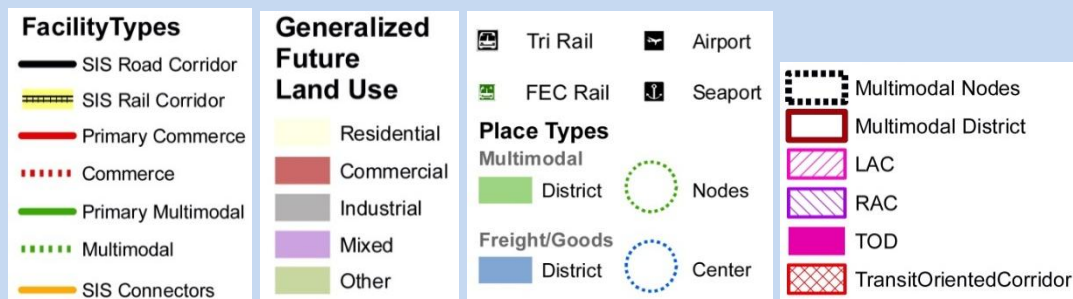 FacilityTypes
SIS Road Corridor
SIS Rail Corridor
Primary Commerce
Commerce
Primary Multimodal
Multimodal
SIS Connectors
Generalized
Future
Land Use
Residential
Commercial
Industrial
Mixed
Other
Tri Rail
Airport
FEC Rail
Seaport
Place Types
Multimodal
District
Nodes
Freight/Goods
District
Center
Multimodal Nodes
Multimodal District
LAC
RAC
TOD
TransitOrientedCorridor